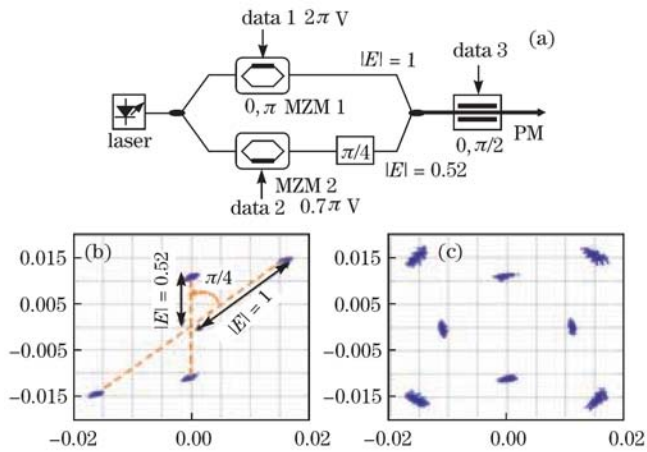 data 1 2π V
(a)
|E| = 1
data 3
0, π MZM 1
laser
π/4
0, π/2
PM
|E| = 0.52
MZM 2
data 2 0.7π V
(b)
0.015
0.005
−0.005
−0.015
|E| = 0.52
π/4
|E| = 1
−0.02
0.00
0.02
(c)
0.015
0.005
−0.005
−0.015
−0.02
0.00
0.02